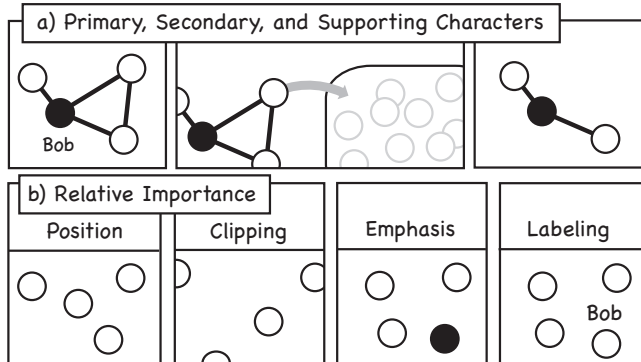 a) Primary, Secondary, and Supporting Characters
Bob
b) Relative Importance
Position
Clipping
Emphasis
Labeling
Bob